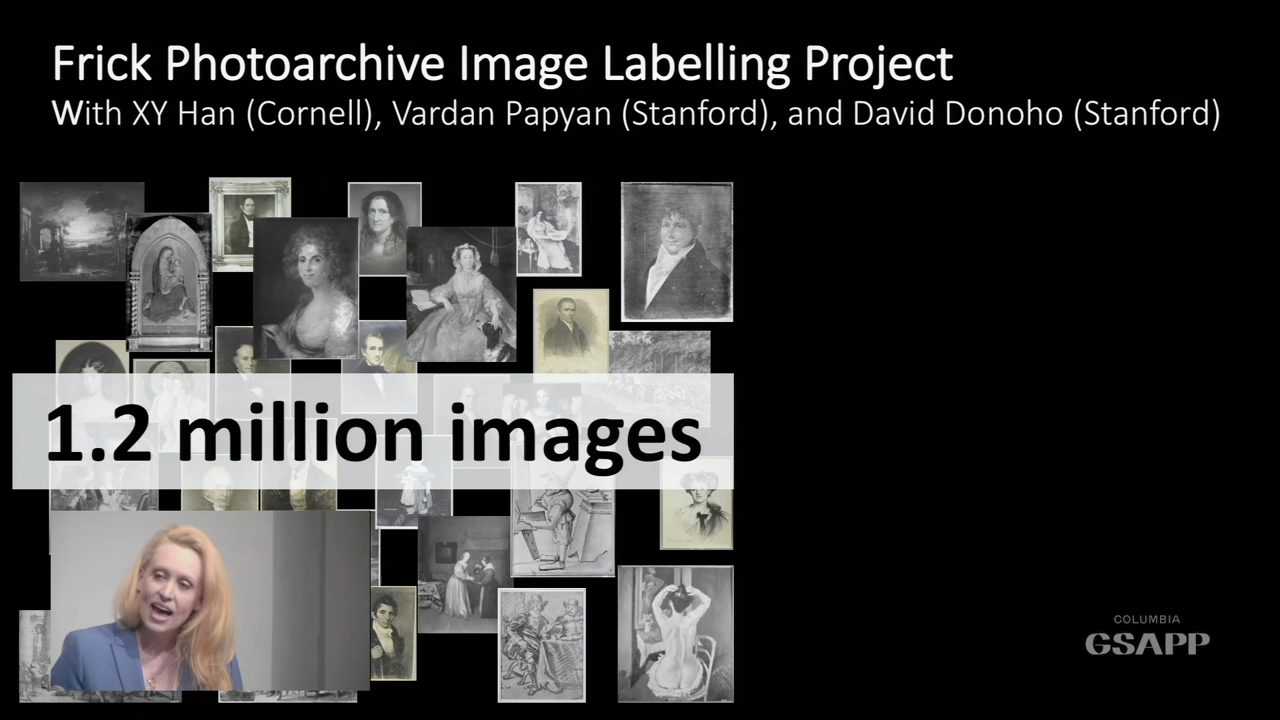 Frick Photoarchive Image Labelling Project
With XY Han (Cornell), Vardan Papyan (Stanford), and David Donoho (Stanford)
1.2 million images
COLUMBIA
GSAPP